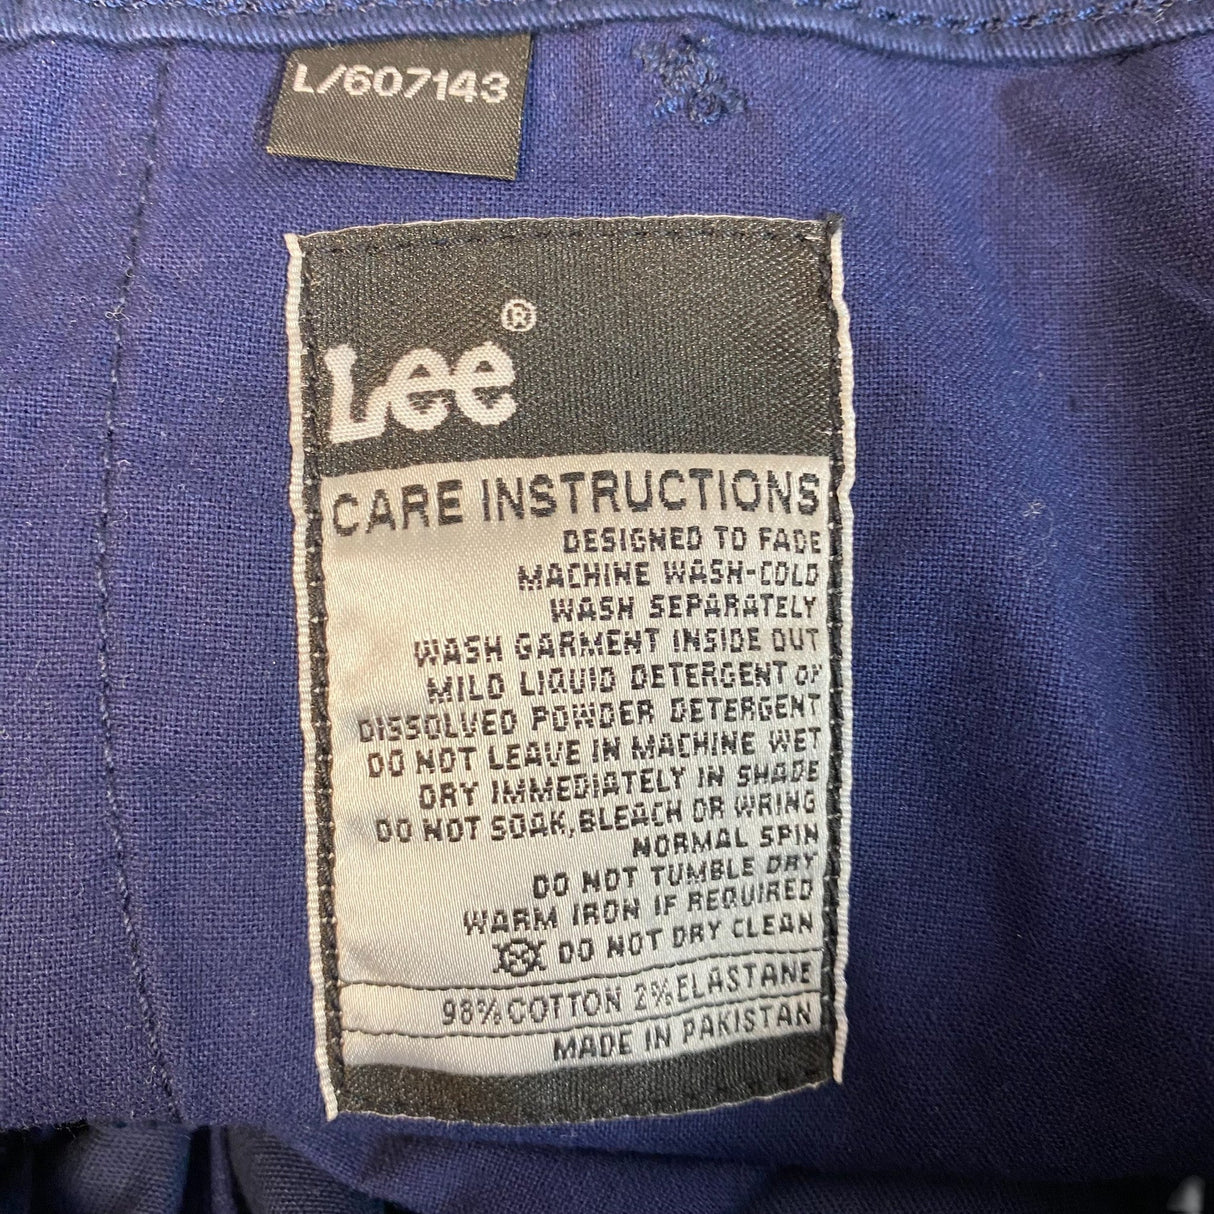 L/607143
Lee®
CARE INSTRUCTIONS
DESIGNED TO FADE
MACHINE WASH-COLD
WASH SEPARATELY
WASH GARMENT INSIDE OUT
MILD LIQUID DETERGENT OF
DISSOLVED POWDER DETERGENT
DO NOT LEAVE IN MACHINE WET
DRY IMMEDIATELY IN SHADE
DO NOT SOAK, BLEACH OR WRING
NORMAL SPIN
DO NOT TUMBLE DRY
WARM IRON IF REQUIRED
DO NOT DRY CLEAN
98% COTTON 2% ELASTANE
MADE IN PAKISTAN